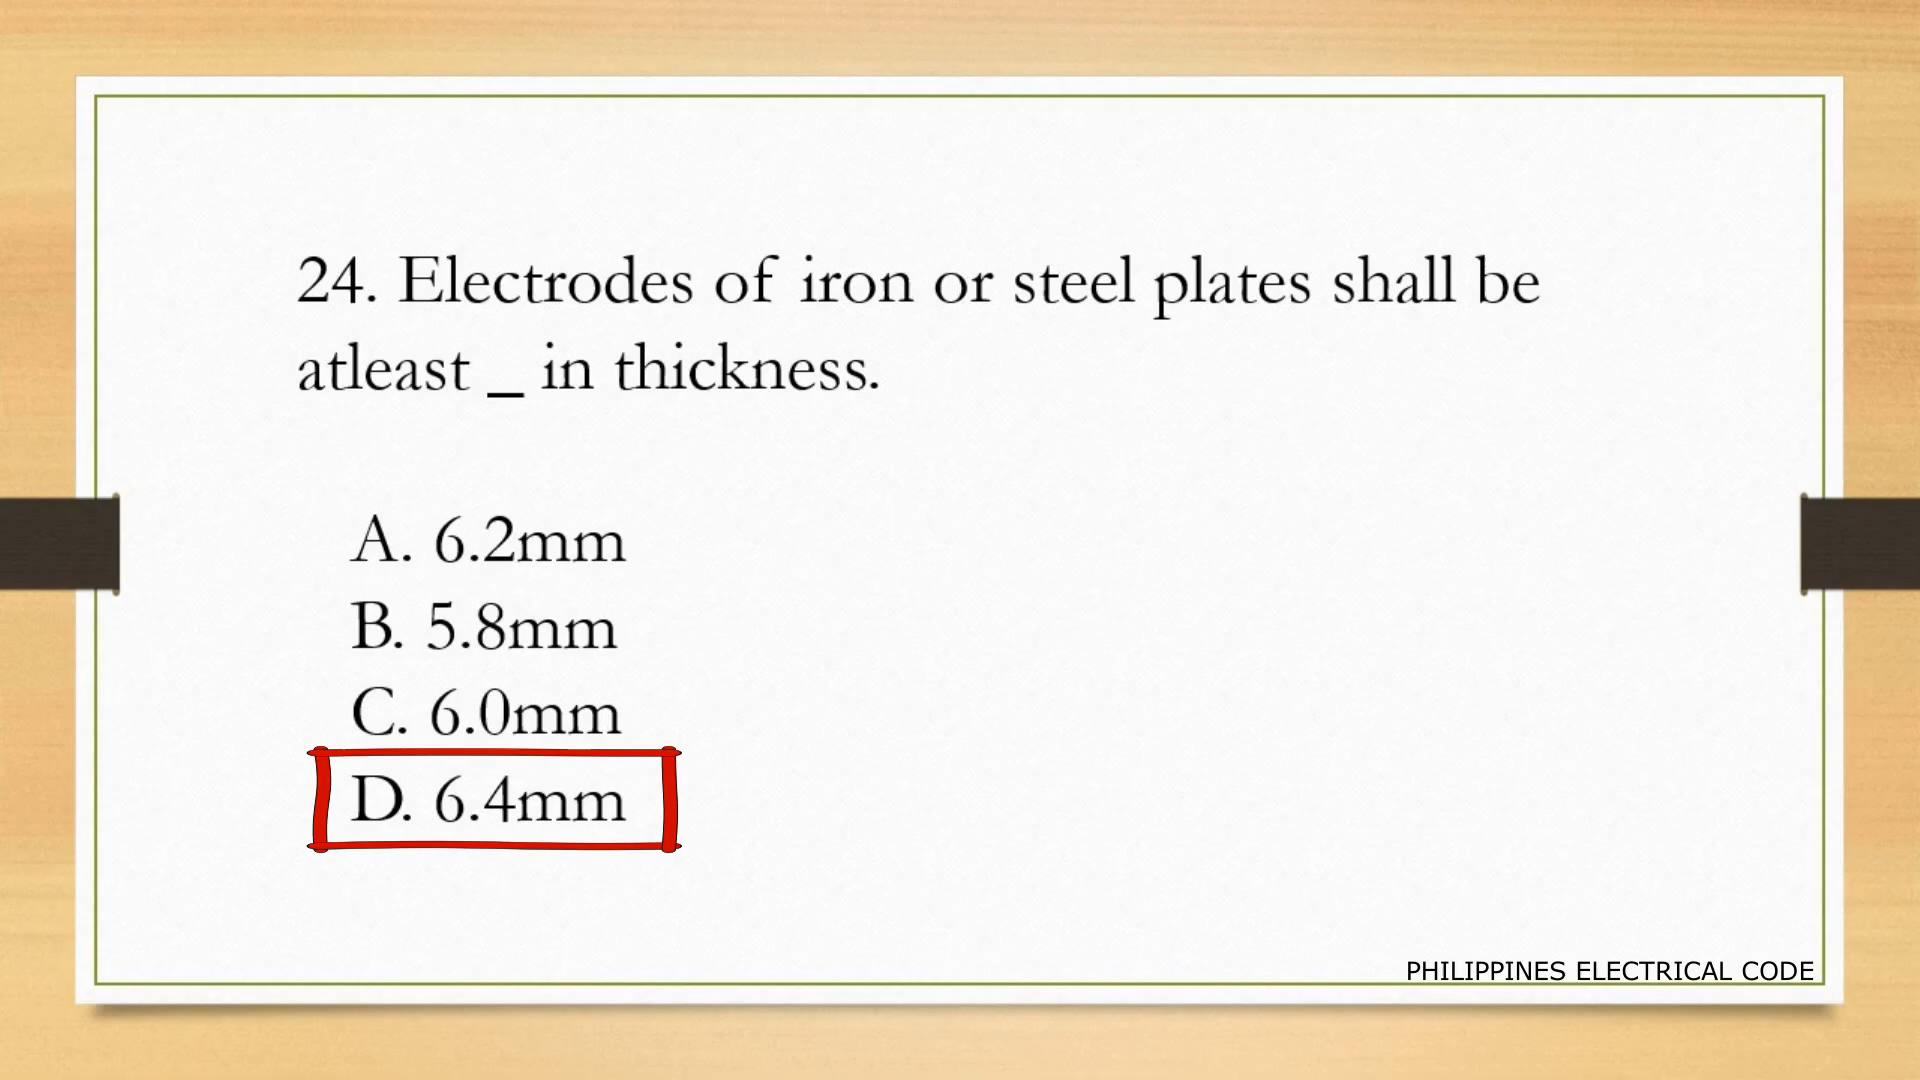 24. Electrodes of iron or steel plates shall be
atleast _ in thickness.
A. 6.2mm
B. 5.8mm
C. 6.0mm
D. 6.4mm
PHILIPPINES ELECTRICAL CODE